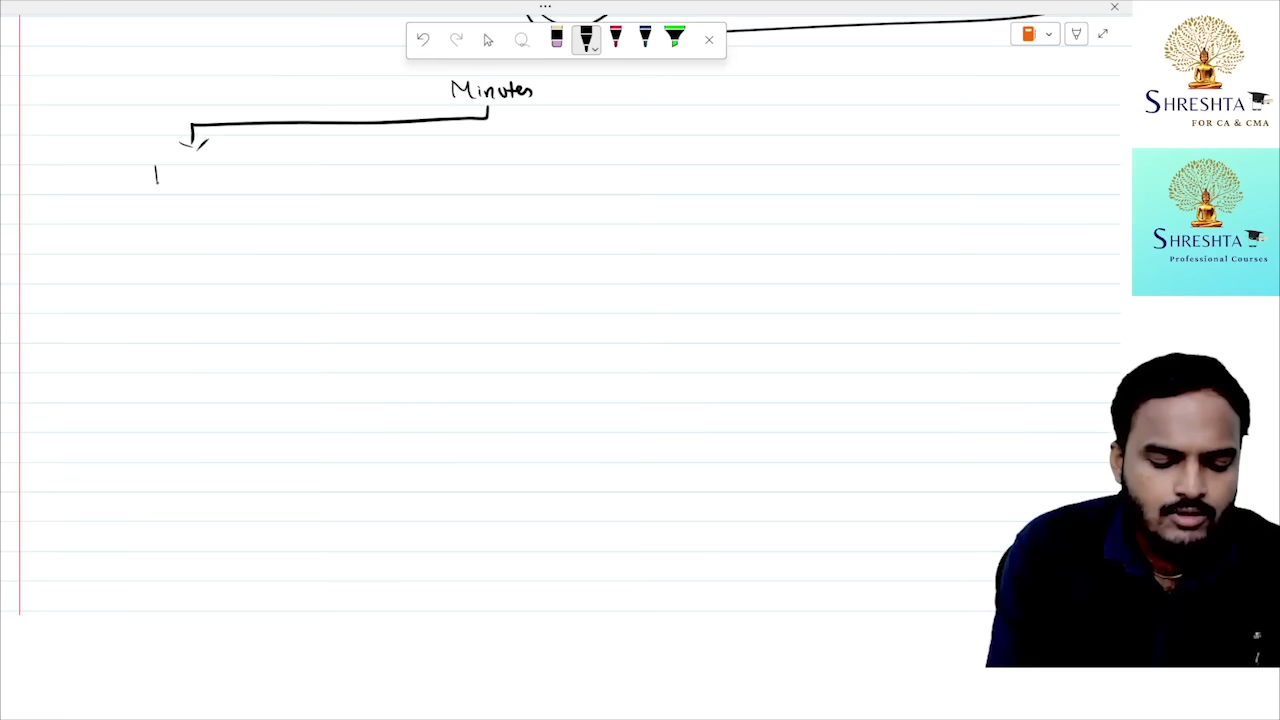 Minutes
SHRESHTA
FOR CA & CMA
SHRESHTA
Professional Courses